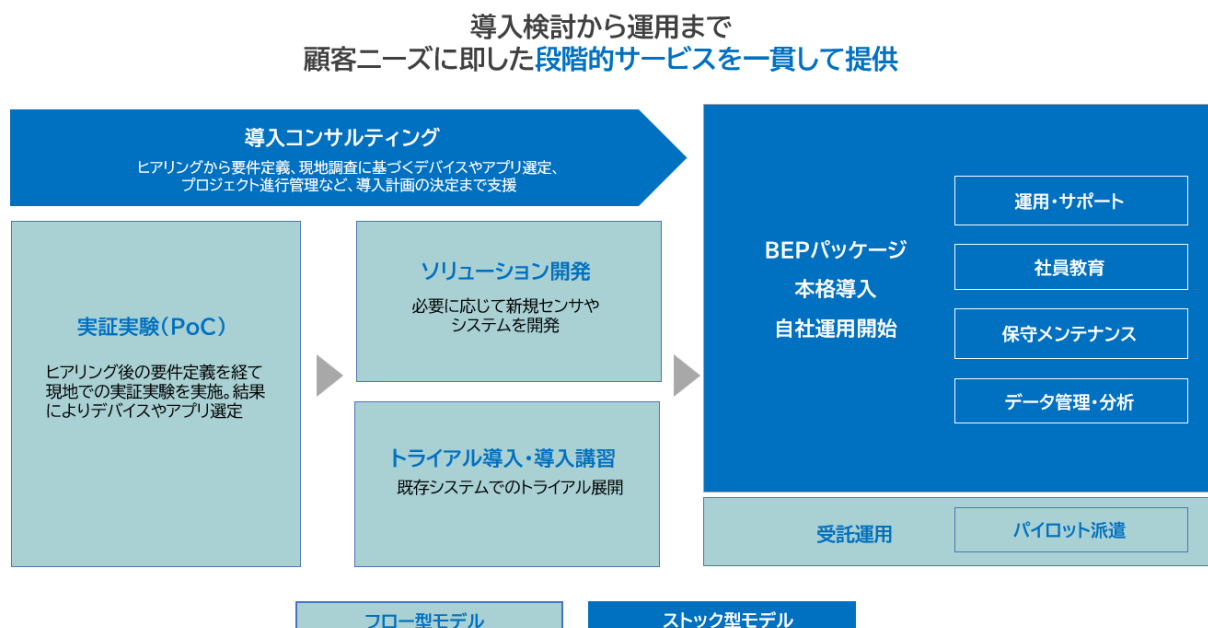 導入検討から運用まで
顧客ニーズに即した段階的サービスを一貫して提供
導入コンサルティング
ヒアリングから要件定義、現地調査に基づくデバイスやアプリ選定、
プロジェクト進行管理など、導入計画の決定まで支援
実証実験(PoC)
ヒアリング後の要件定義を経て
現地での実証実験を実施。結果
によりデバイスやアプリ選定
ソリューション開発
必要に応じて新規センサや
システムを開発
トライアル導入・導入講習
既存システムでのトライアル展開
BEPパッケージ
本格導入
自社運用開始
運用・サポート
社員教育
保守メンテナンス
データ管理・分析
受託運用
パイロット派遣
フロー型モデル
ストック型モデル